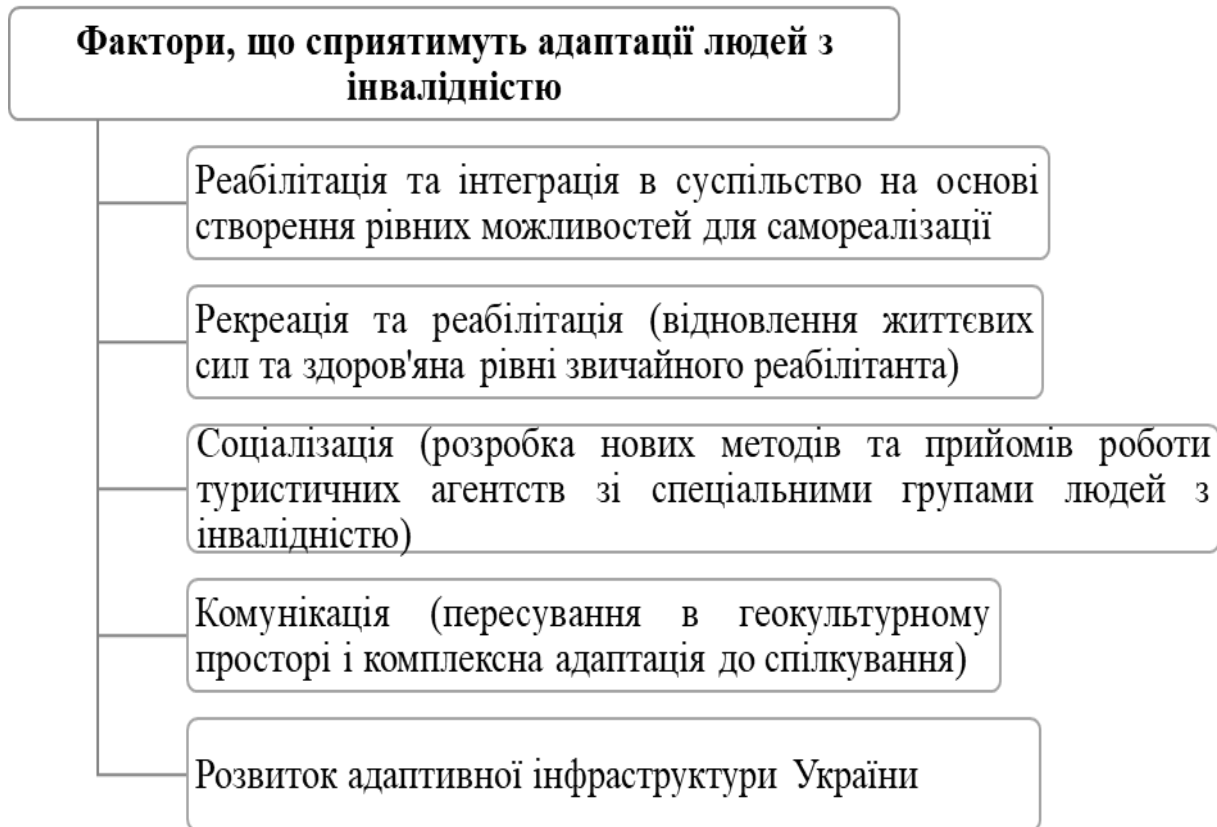 Фактори, що сприятимуть адаптації людей з
інвалідністю
Реабілітація та інтеграція в суспільство на основі
створення рівних можливостей для самореалізації
Рекреація та реабілітація (відновлення життєвих
сил та здоров'яна рівні звичайного реабілітанта)
Соціалізація (розробка нових методів та прийомів роботи
туристичних агентств зі спеціальними групами людей з
інвалідністю)
Комунікація (пересування в геокультурному
просторі і комплексна адаптація до спілкування)
Розвиток адаптивної інфраструктури України